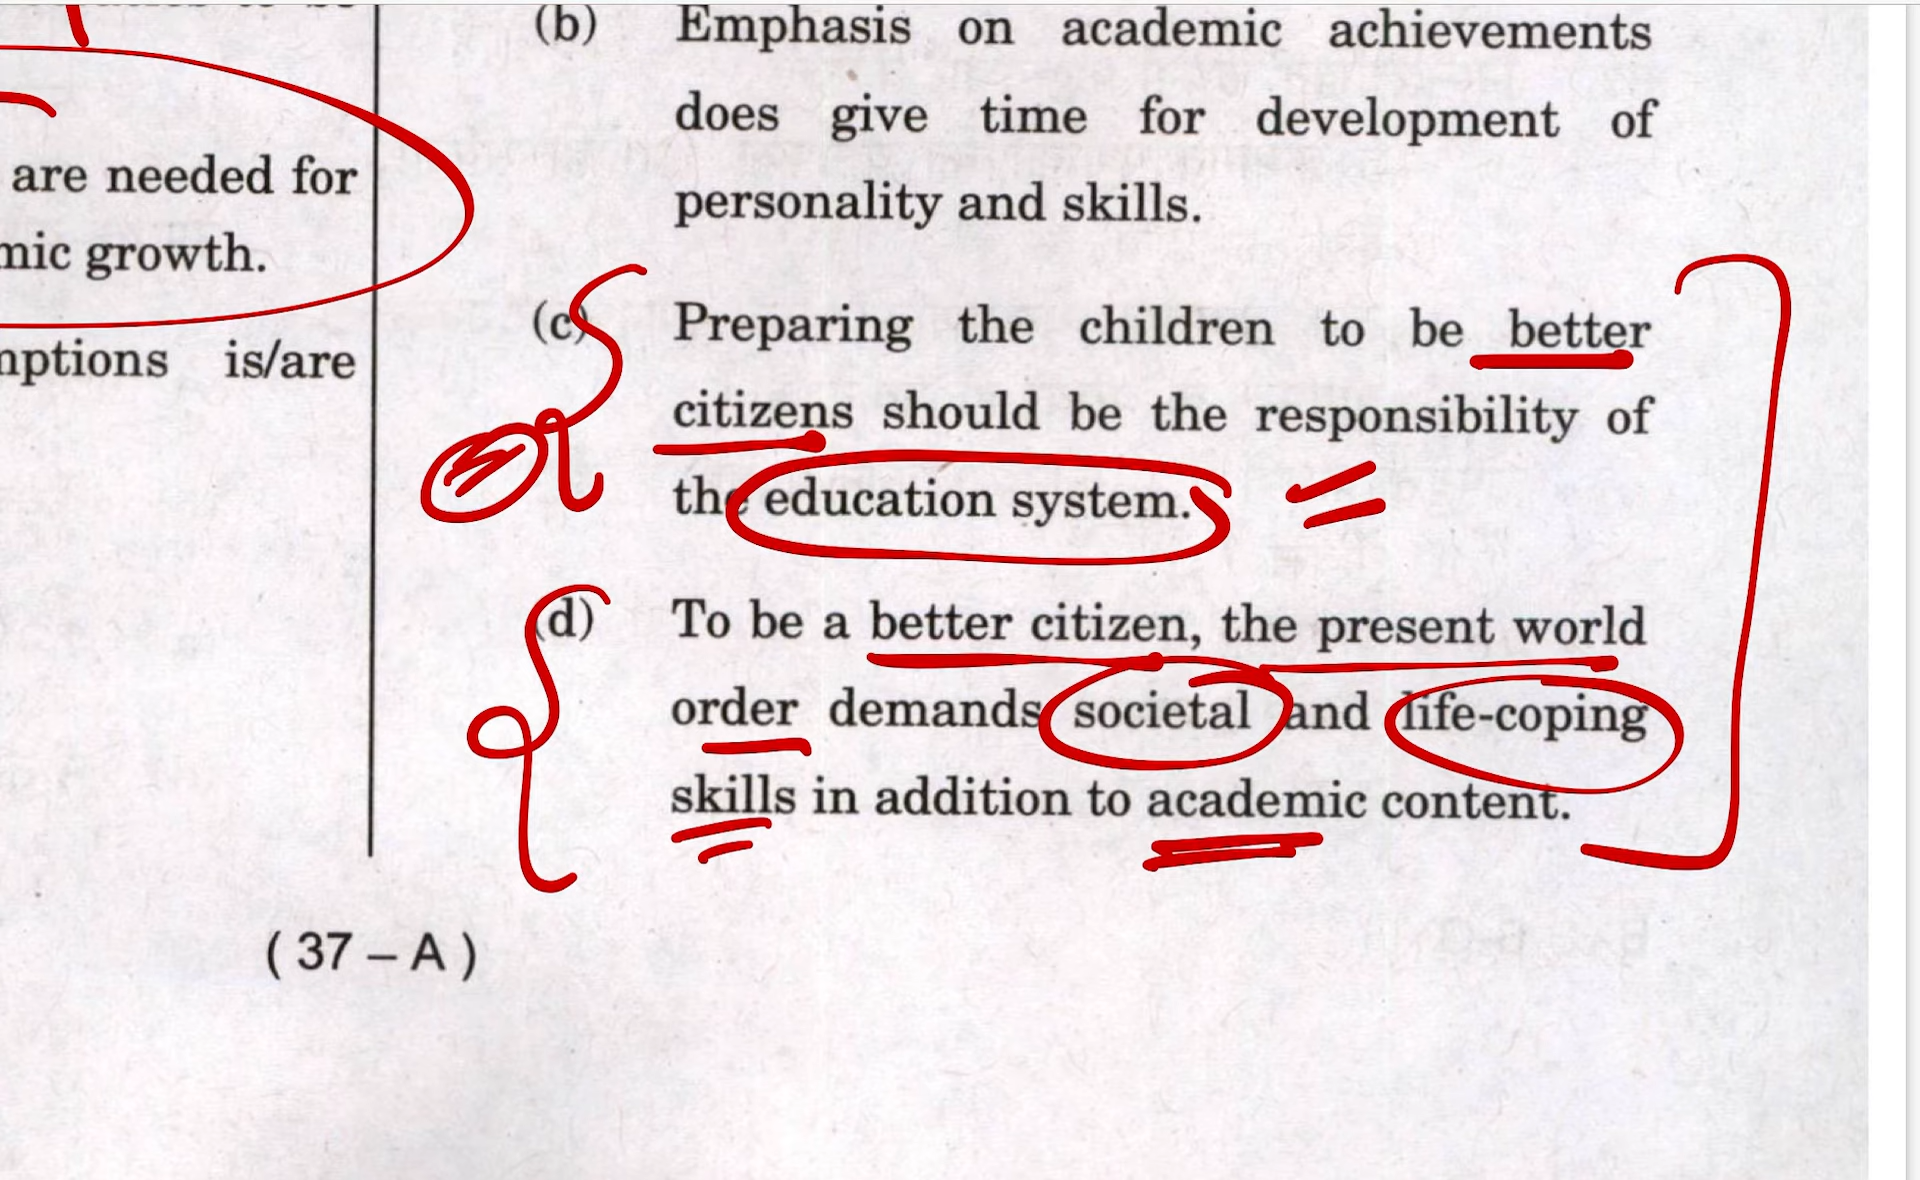 are needed for
growth.
is/are
(b) Emphasis on academic achievements
does give time for development of
personality and skills.
(c) Preparing the children to be better
citizens should be the responsibility of
the education system.
(d) To be a better citizen, the present world
order demands societal and life-coping
skills in addition to academic content.
( 37 – A )